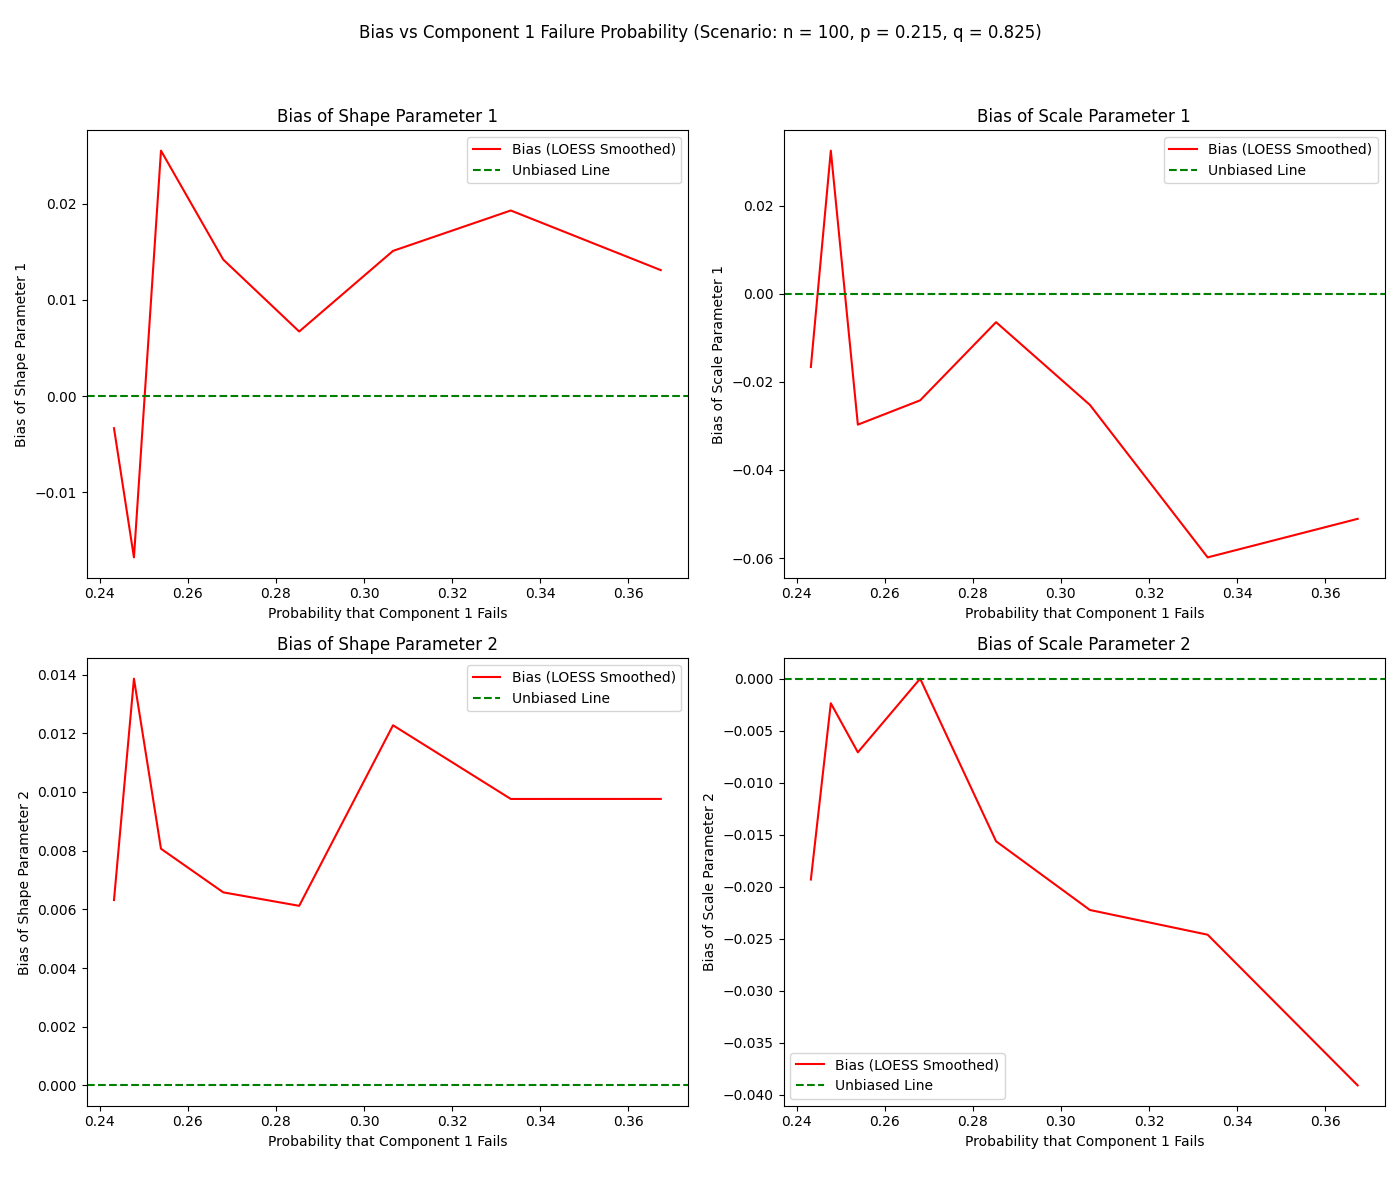 Bias vs Component 1 Failure Probability (Scenario: n = 100, p = 0.215, q = 0.825)
Bias of Shape Parameter 1
Bias (LOESS Smoothed)
Unbiased Line
Bias of Shape Parameter 1
0.02
0.01
0.00
−0.01
0.24 0.26 0.28 0.30 0.32 0.34 0.36
Probability that Component 1 Fails
Bias of Scale Parameter 1
Bias (LOESS Smoothed)
Unbiased Line
Bias of Scale Parameter 1
0.02
0.00
−0.02
−0.04
−0.06
0.24 0.26 0.28 0.30 0.32 0.34 0.36
Probability that Component 1 Fails
Bias of Shape Parameter 2
Bias (LOESS Smoothed)
Unbiased Line
Bias of Shape Parameter 2
0.014
0.012
0.010
0.008
0.006
0.004
0.002
0.000
0.24 0.26 0.28 0.30 0.32 0.34 0.36
Probability that Component 1 Fails
Bias of Scale Parameter 2
Bias of Scale Parameter 2
0.000
−0.005
−0.010
−0.015
−0.020
−0.025
−0.030
−0.035
−0.040
Bias (LOESS Smoothed)
Unbiased Line
0.24 0.26 0.28 0.30 0.32 0.34 0.36
Probability that Component 1 Fails